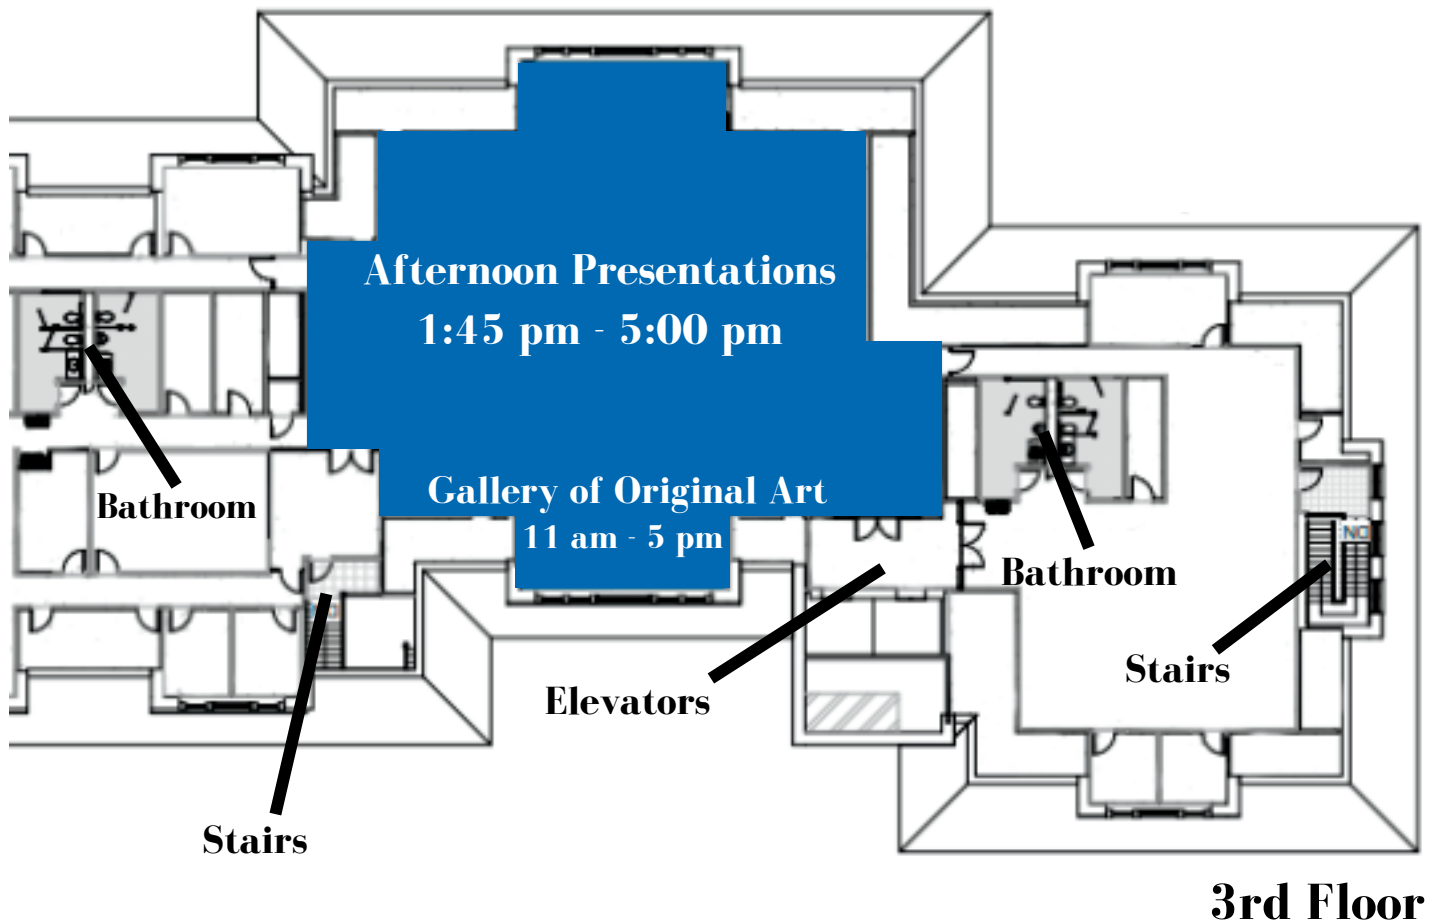 Afternoon Presentations
1:45 pm - 5:00 pm
Gallery of Original Art
11 am - 5 pm
Bathroom
Bathroom
DN
Stairs
Elevators
Stairs
3rd Floor